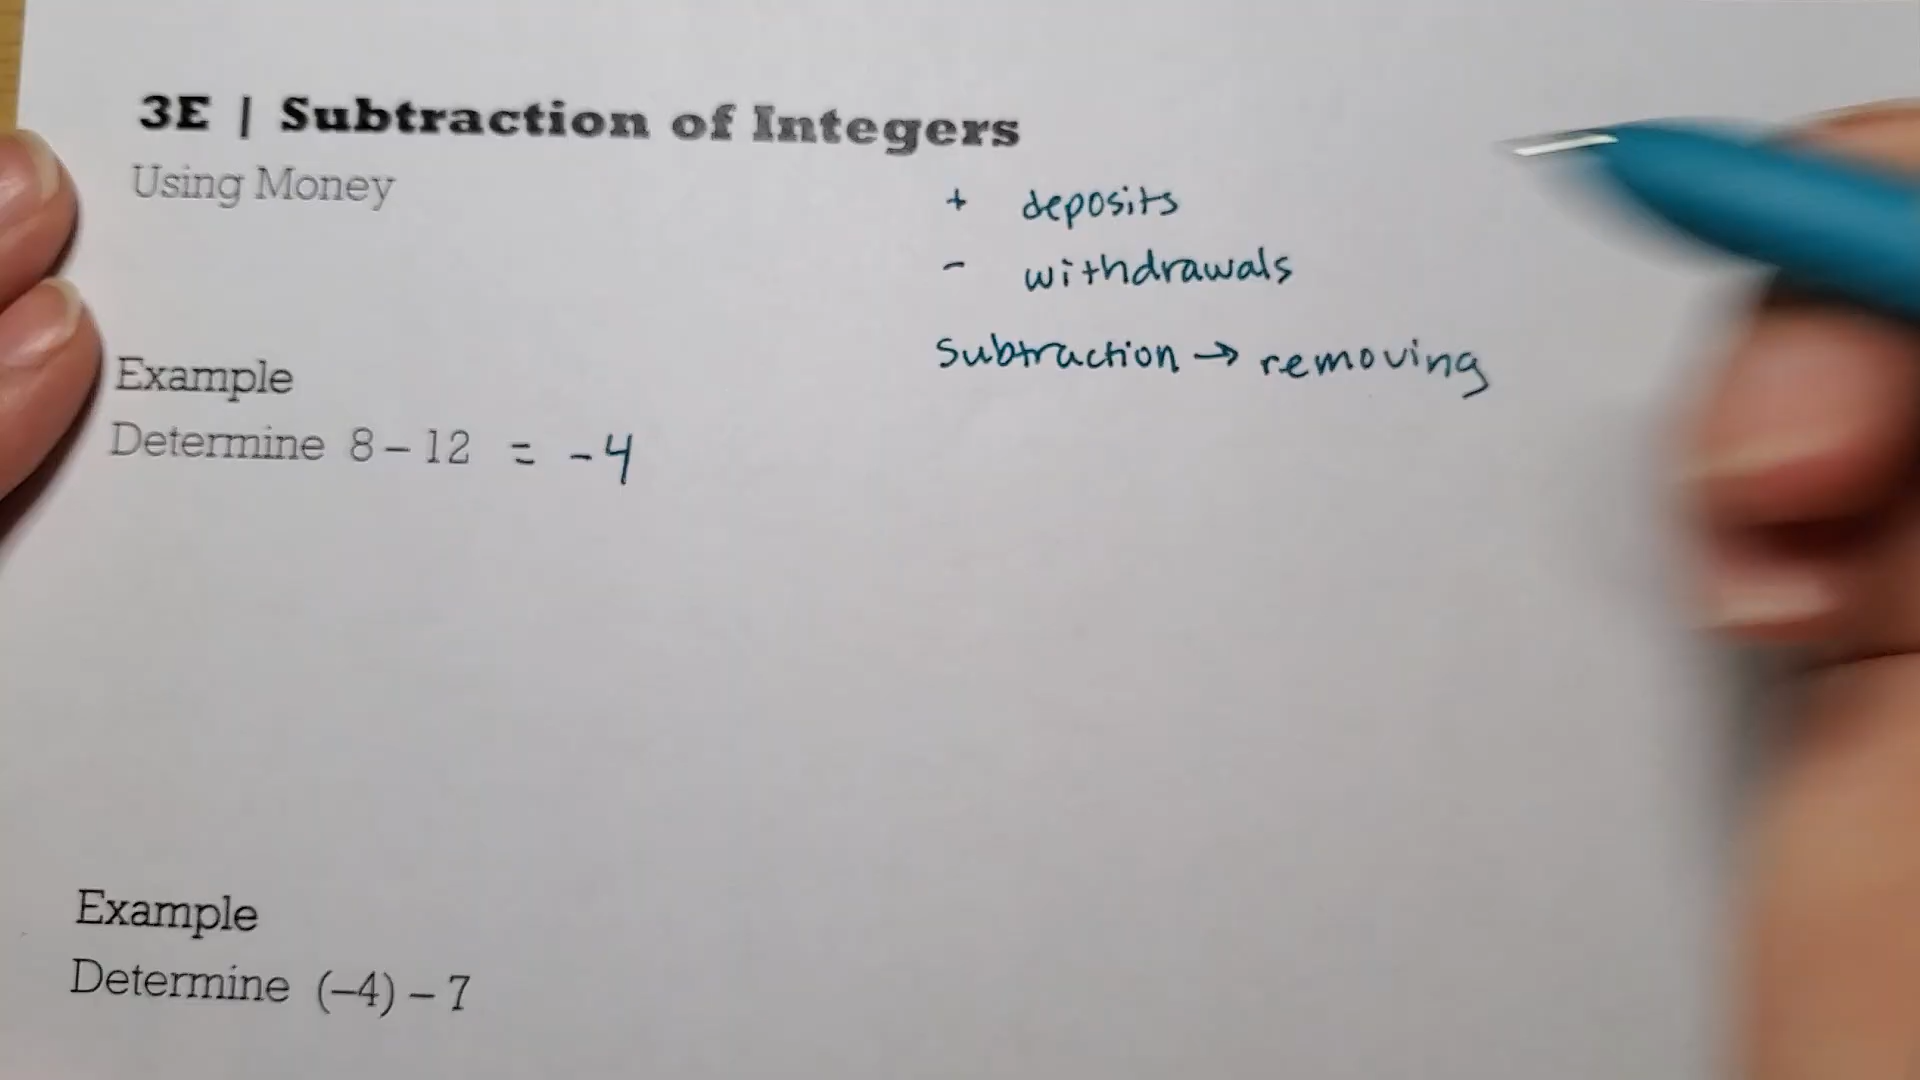 3E | Subtraction of Integers
Using Money
+ deposits
- withdrawals
Subtraction → removing
Example
Determine 8 – 12 = -4
Example
Determine (–4) – 7